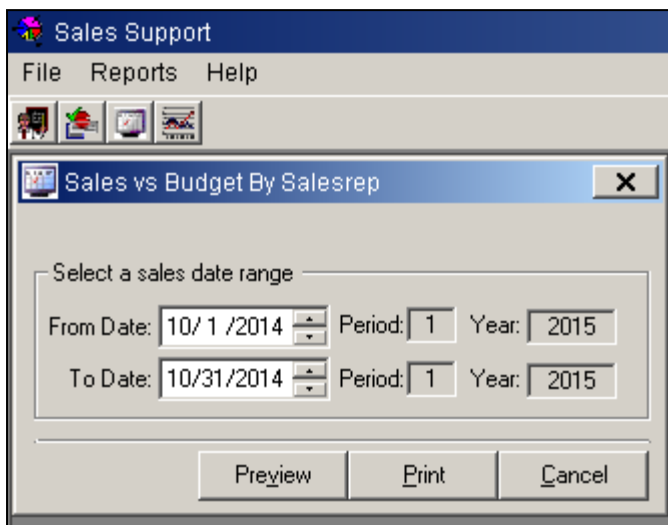 Sales Support
File Reports Help
Sales vs Budget By Salesrep
Select a sales date range
From Date: 10/ 1 /2014 Period: 1 Year: 2015
To Date: 10/31/2014 Period: 1 Year: 2015
Preview Print Cancel